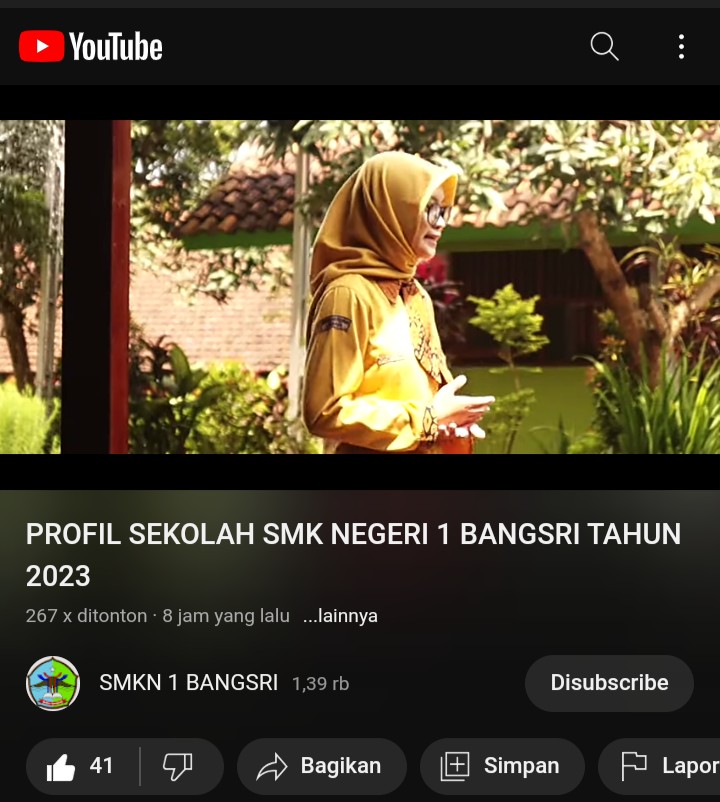 YouTube
PROFIL SEKOLAH SMK NEGERI 1 BANGSRI TAHUN
2023
267 x ditonton · 8 jam yang lalu ...lainnya
SMKN 1 BANGSRI 1,39 rb
Disubscribe
41
Bagikan
Simpan
Lapor